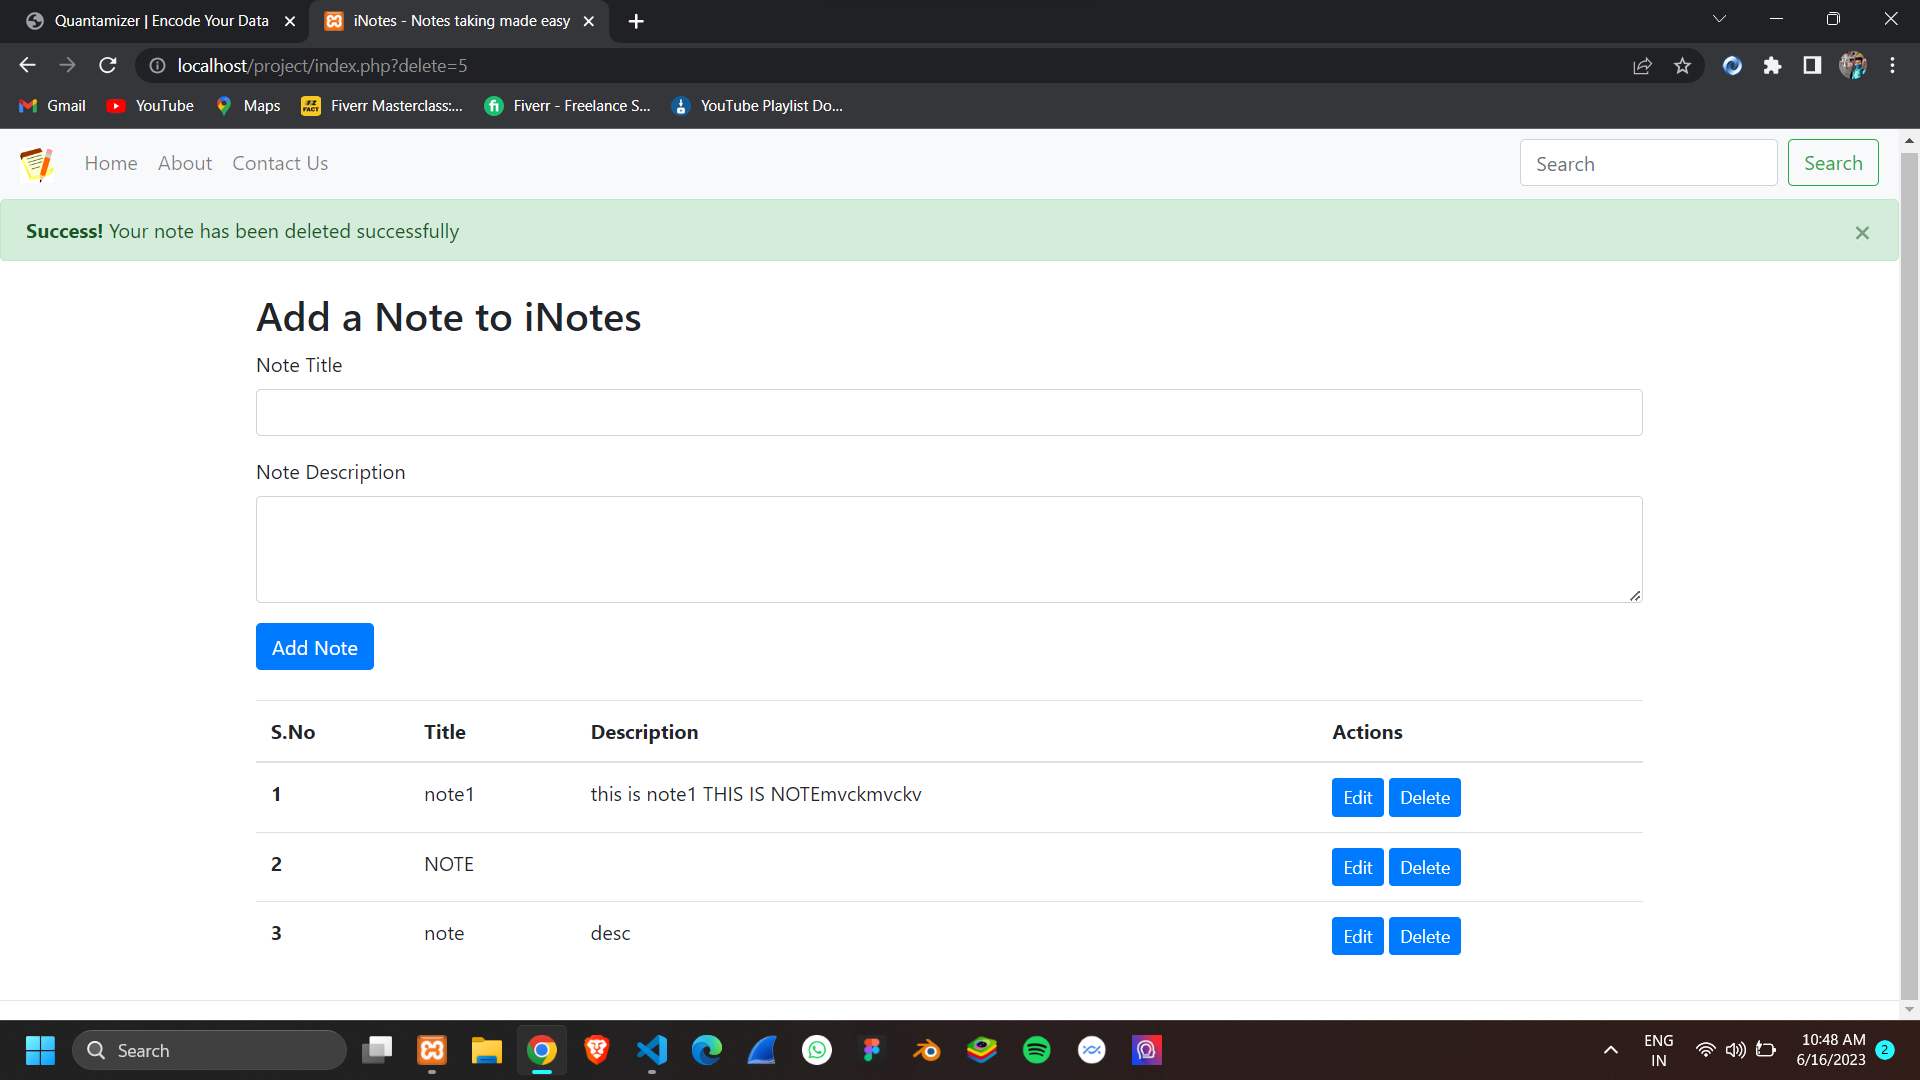 Quantamizer | Encode Your Data
iNotes - Notes taking made easy
localhost/project/index.php?delete=5
Gmail
YouTube
Maps
Fiverr Masterclass:...
Fiverr - Freelance S...
YouTube Playlist Do...
Home
About
Contact Us
Search
Search
Success! Your note has been deleted successfully
×
Add a Note to iNotes
Note Title
Note Description
Add Note
S.No Title Description Actions
1 note1 this is note1 THIS IS NOTEmvckmvckv Edit Delete
2 NOTE Edit Delete
3 note desc Edit Delete
Search
ENG
IN
10:48 AM
6/16/2023
2